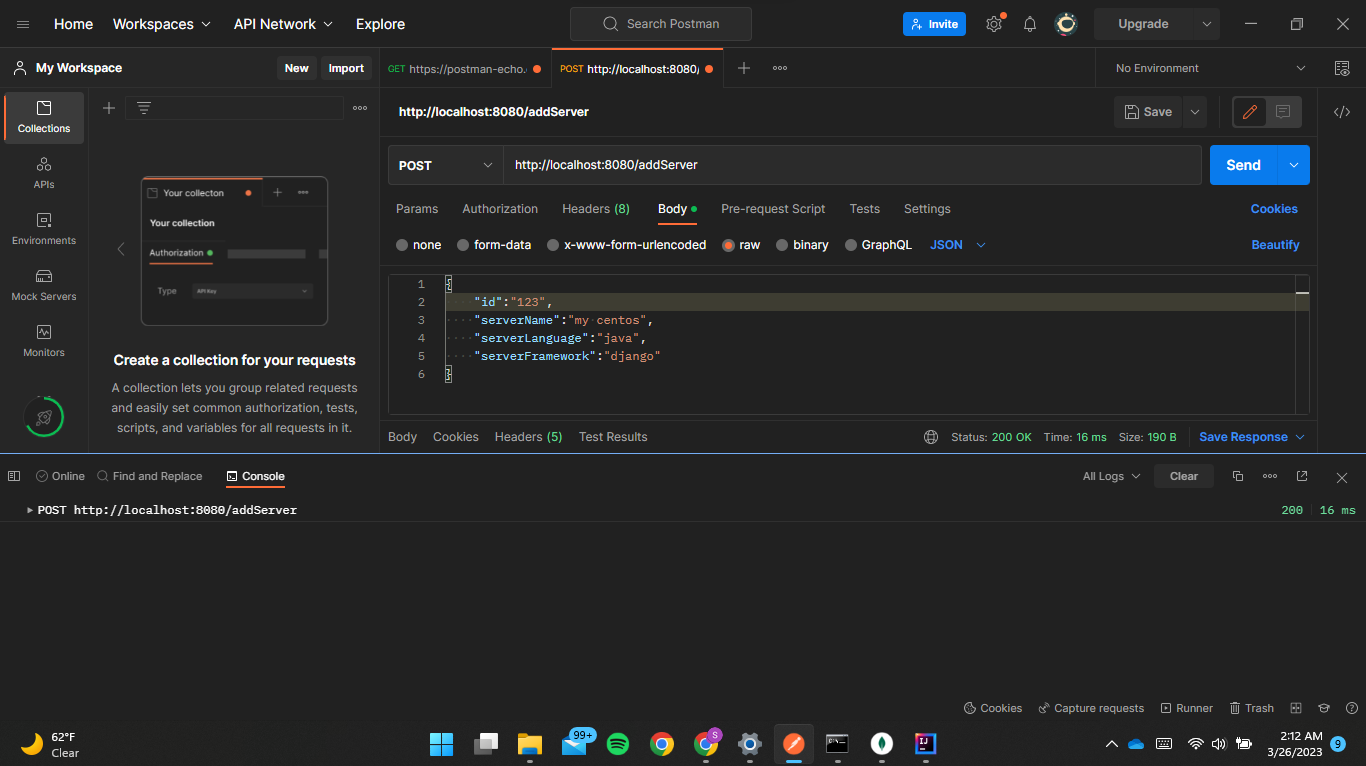 Home Workspaces API Network Explore Search Postman Invite Upgrade
My Workspace New Import GET https://postman-echo. POST http://localhost:8080/ No Environment
Collections
APIs
Environments
Mock Servers
Monitors
Your collecton
Your collection
Authorization
Type API Key
Create a collection for your requests
A collection lets you group related requests
and easily set common authorization, tests,
scripts, and variables for all requests in it.
http://localhost:8080/addServer Save
POST http://localhost:8080/addServer Send
Params Authorization Headers (8) Body Pre-request Script Tests Settings Cookies
none form-data x-www-form-urlencoded raw binary GraphQL JSON Beautify
1 {
2 "id":"123",
3 "serverName":"my centos",
4 "serverLanguage":"java",
5 "serverFramework":"django"
6 }
Body Cookies Headers (5) Test Results Status: 200 OK Time: 16 ms Size: 190 B Save Response
Online Find and Replace Console All Logs Clear
POST http://localhost:8080/addServer 200 16 ms
Cookies Capture requests Runner Trash
62°F
Clear
99+
S
IJ
2:12 AM
3/26/2023
9